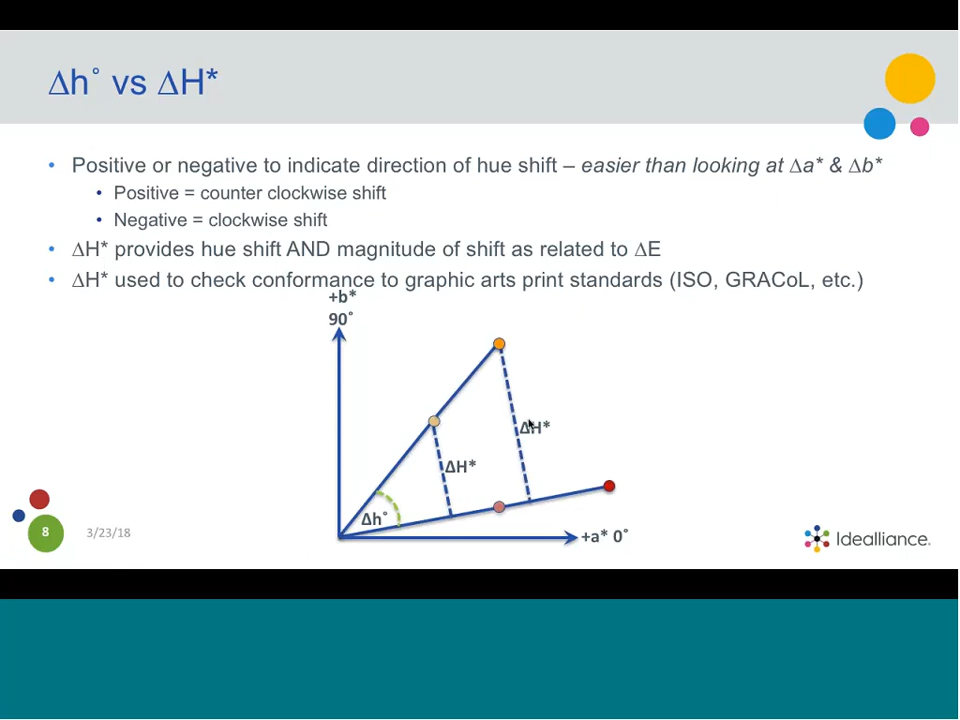 ∆h˚ vs ∆H*
• Positive or negative to indicate direction of hue shift – easier than looking at ∆a* & ∆b*
• Positive = counter clockwise shift
• Negative = clockwise shift
• ∆H* provides hue shift AND magnitude of shift as related to ∆E
• ∆H* used to check conformance to graphic arts print standards (ISO, GRACoL, etc.)
+b*
90˚
∆H*
∆H*
∆h˚
+a* 0˚
8
3/23/18
Idealliance.